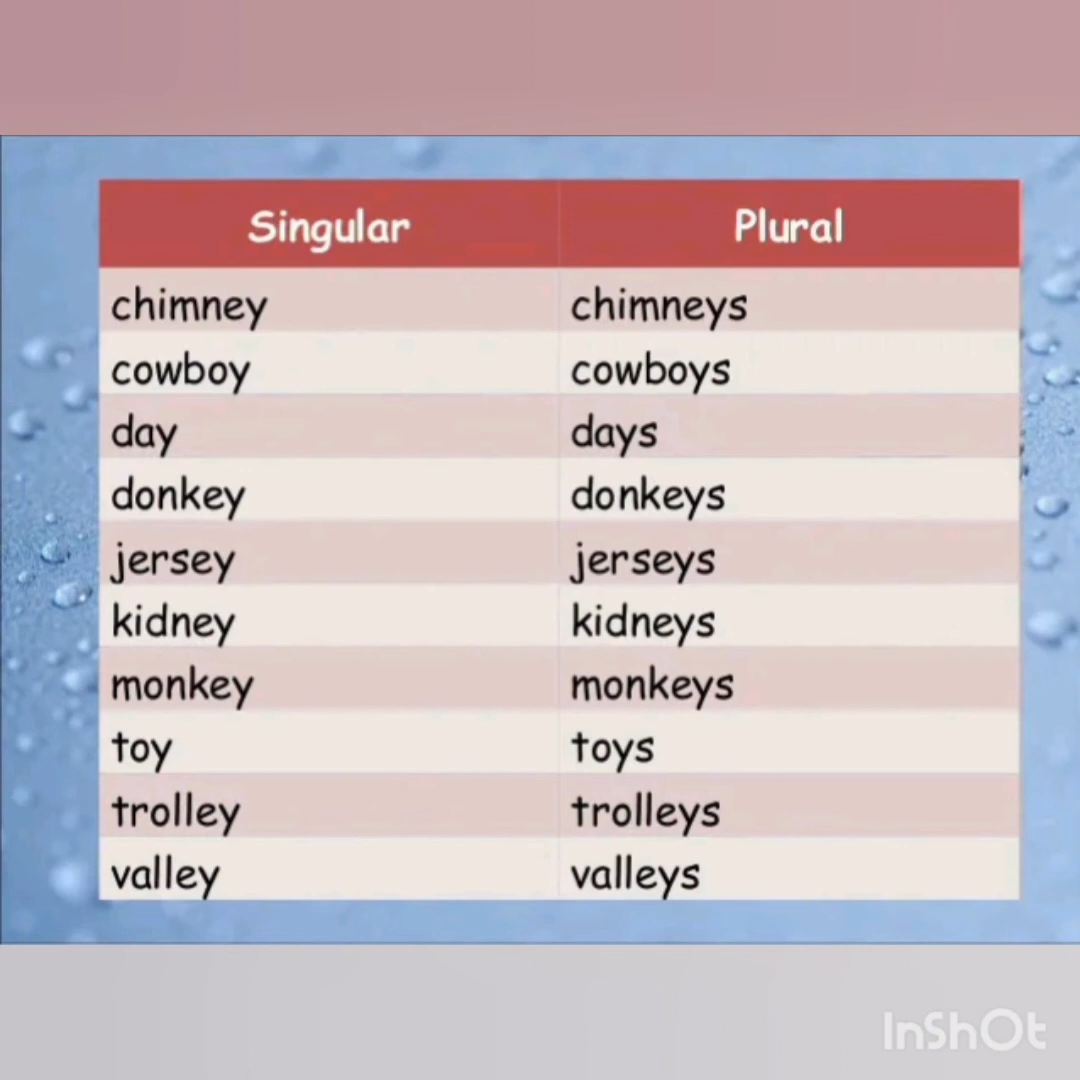 Singular Plural
chimney chimneys
cowboy cowboys
day days
donkey donkeys
jersey jerseys
kidney kidneys
monkey monkeys
toy toys
trolley trolleys
valley valleys
InShOt